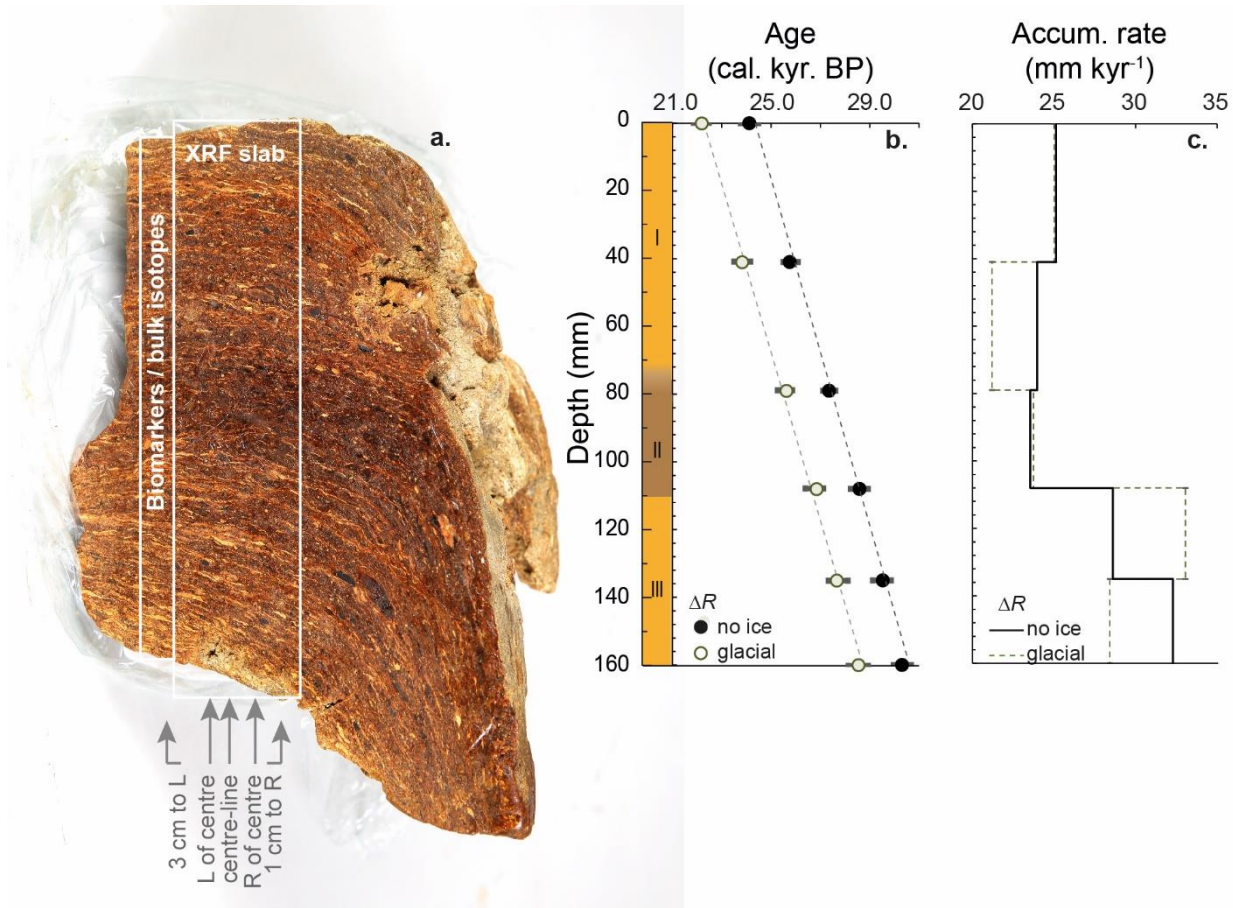 a.
XRF slab
Biomarkers / bulk isotopes
3 cm to L
L of centre
centre-line
R of centre
1 cm to R
Age
(cal. kyr. BP)
21.0 25.0 29.0
b.
Depth (mm)
0
20
40
60
80
100
120
140
160
I
II
III
ΔR
no ice
glacial
Accum. rate
(mm kyr-1)
20 25 30 35
c.
ΔR
no ice
glacial